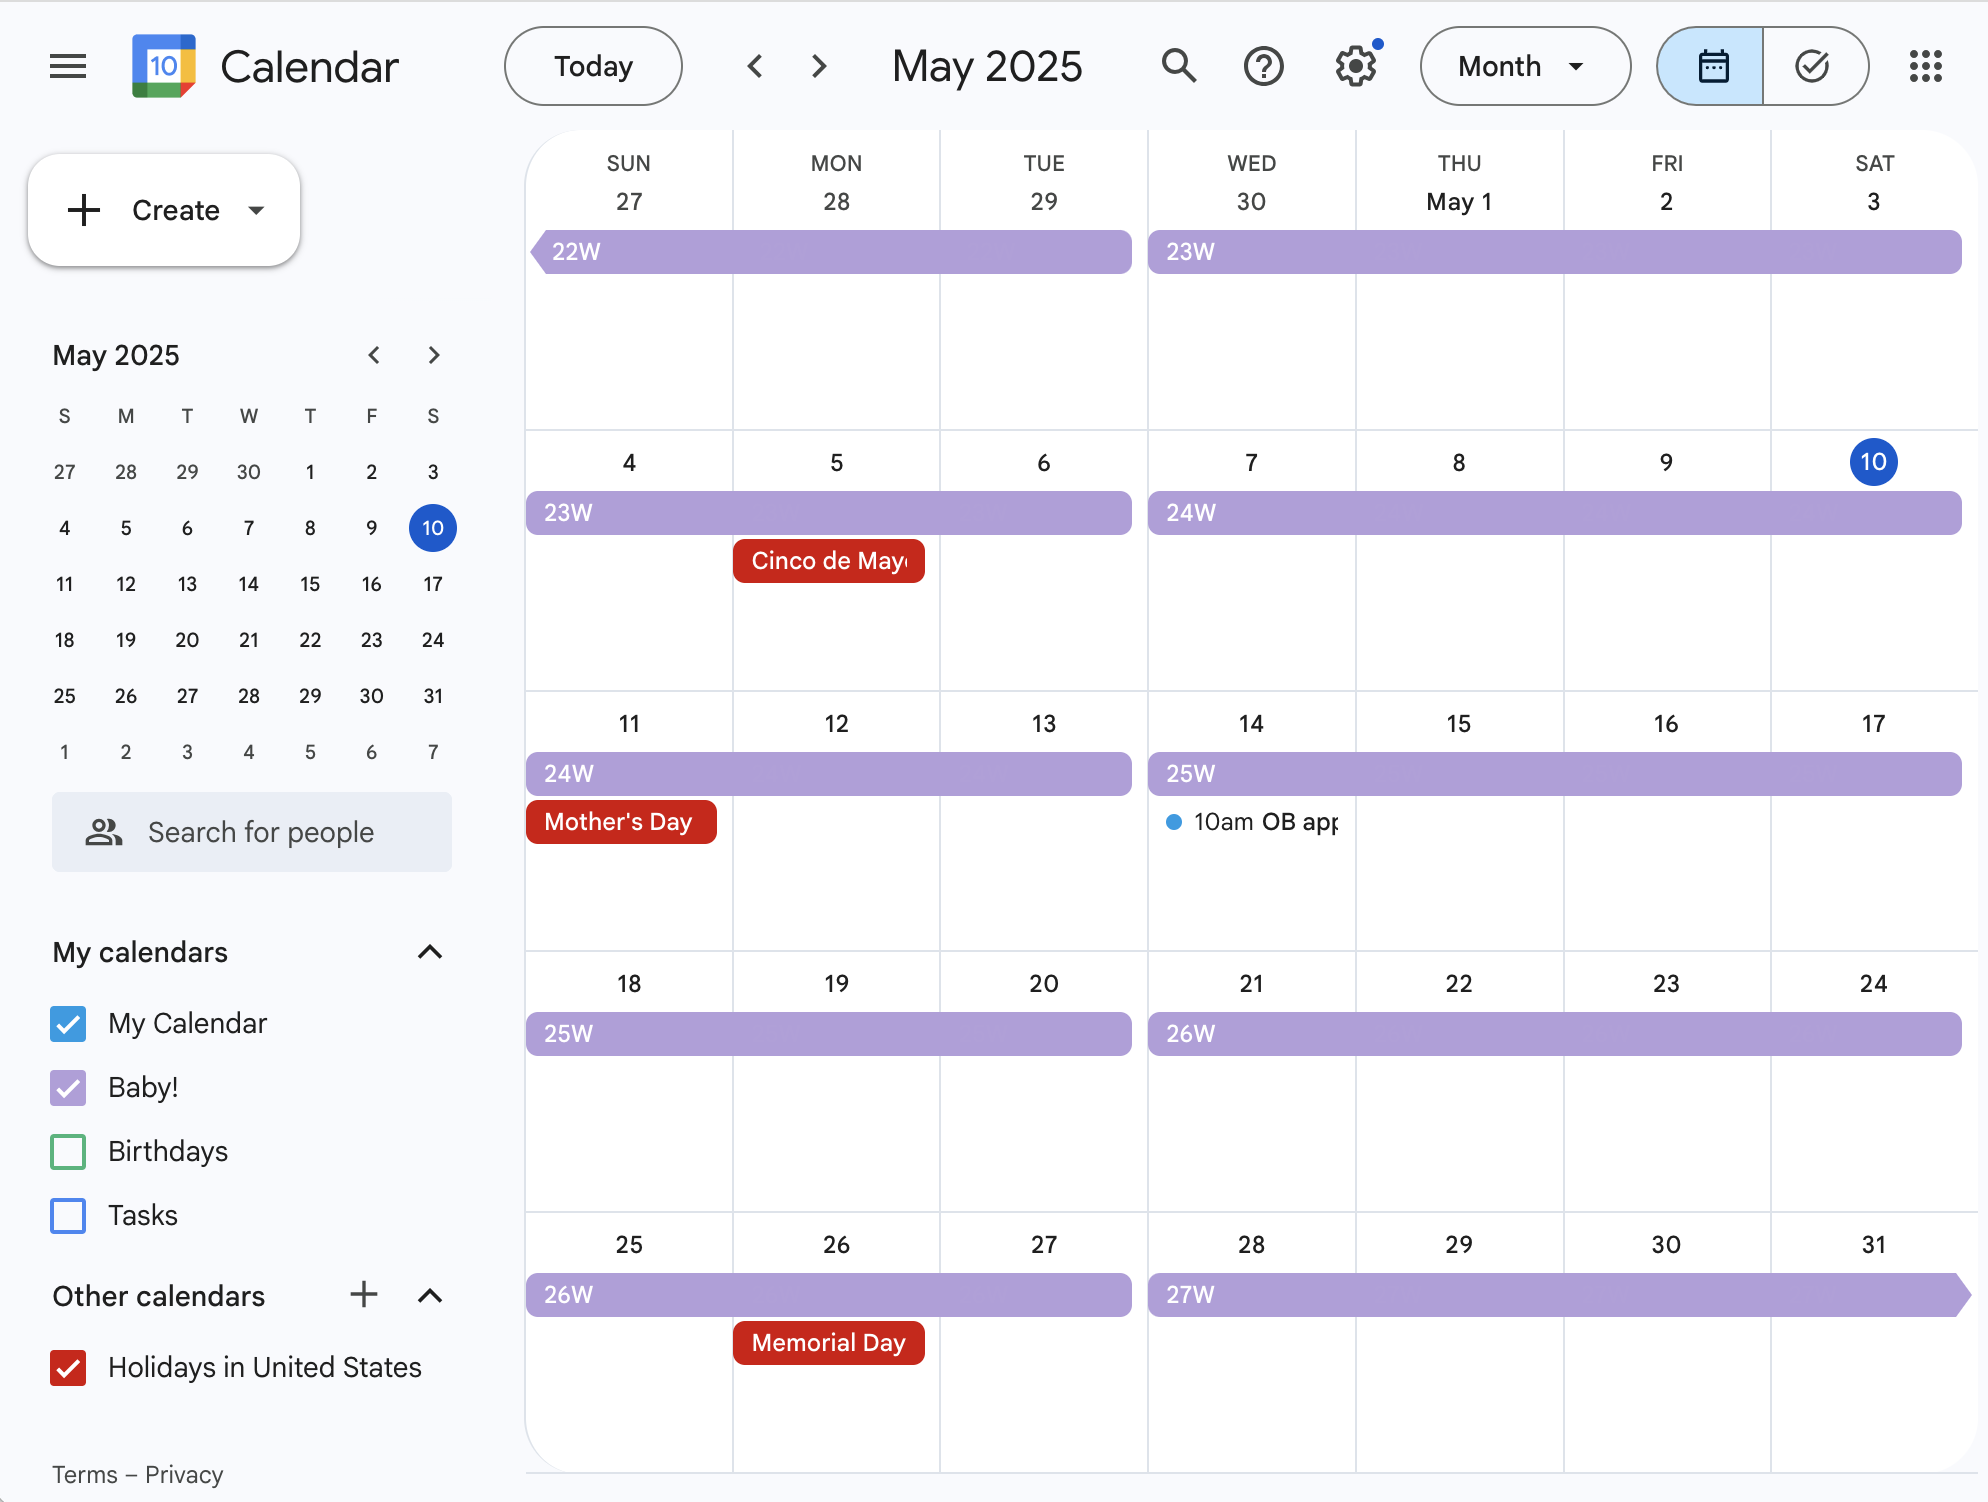 10 Calendar Today May 2025 Month
Create
May 2025
S M T W T F S
27 28 29 30 1 2 3
4 5 6 7 8 9 10
11 12 13 14 15 16 17
18 19 20 21 22 23 24
25 26 27 28 29 30 31
1 2 3 4 5 6 7
Search for people
My calendars
My Calendar
Baby!
Birthdays
Tasks
Other calendars
Holidays in United States
Terms – Privacy
SUN MON TUE WED THU FRI SAT
27 28 29 30 May 1 2 3
22W 23W
4 5 6 7 8 9 10
23W 24W
Cinco de Mayo
11 12 13 14 15 16 17
24W 25W
Mother's Day 10am OB app
18 19 20 21 22 23 24
25W 26W
25 26 27 28 29 30 31
26W 27W
Memorial Day